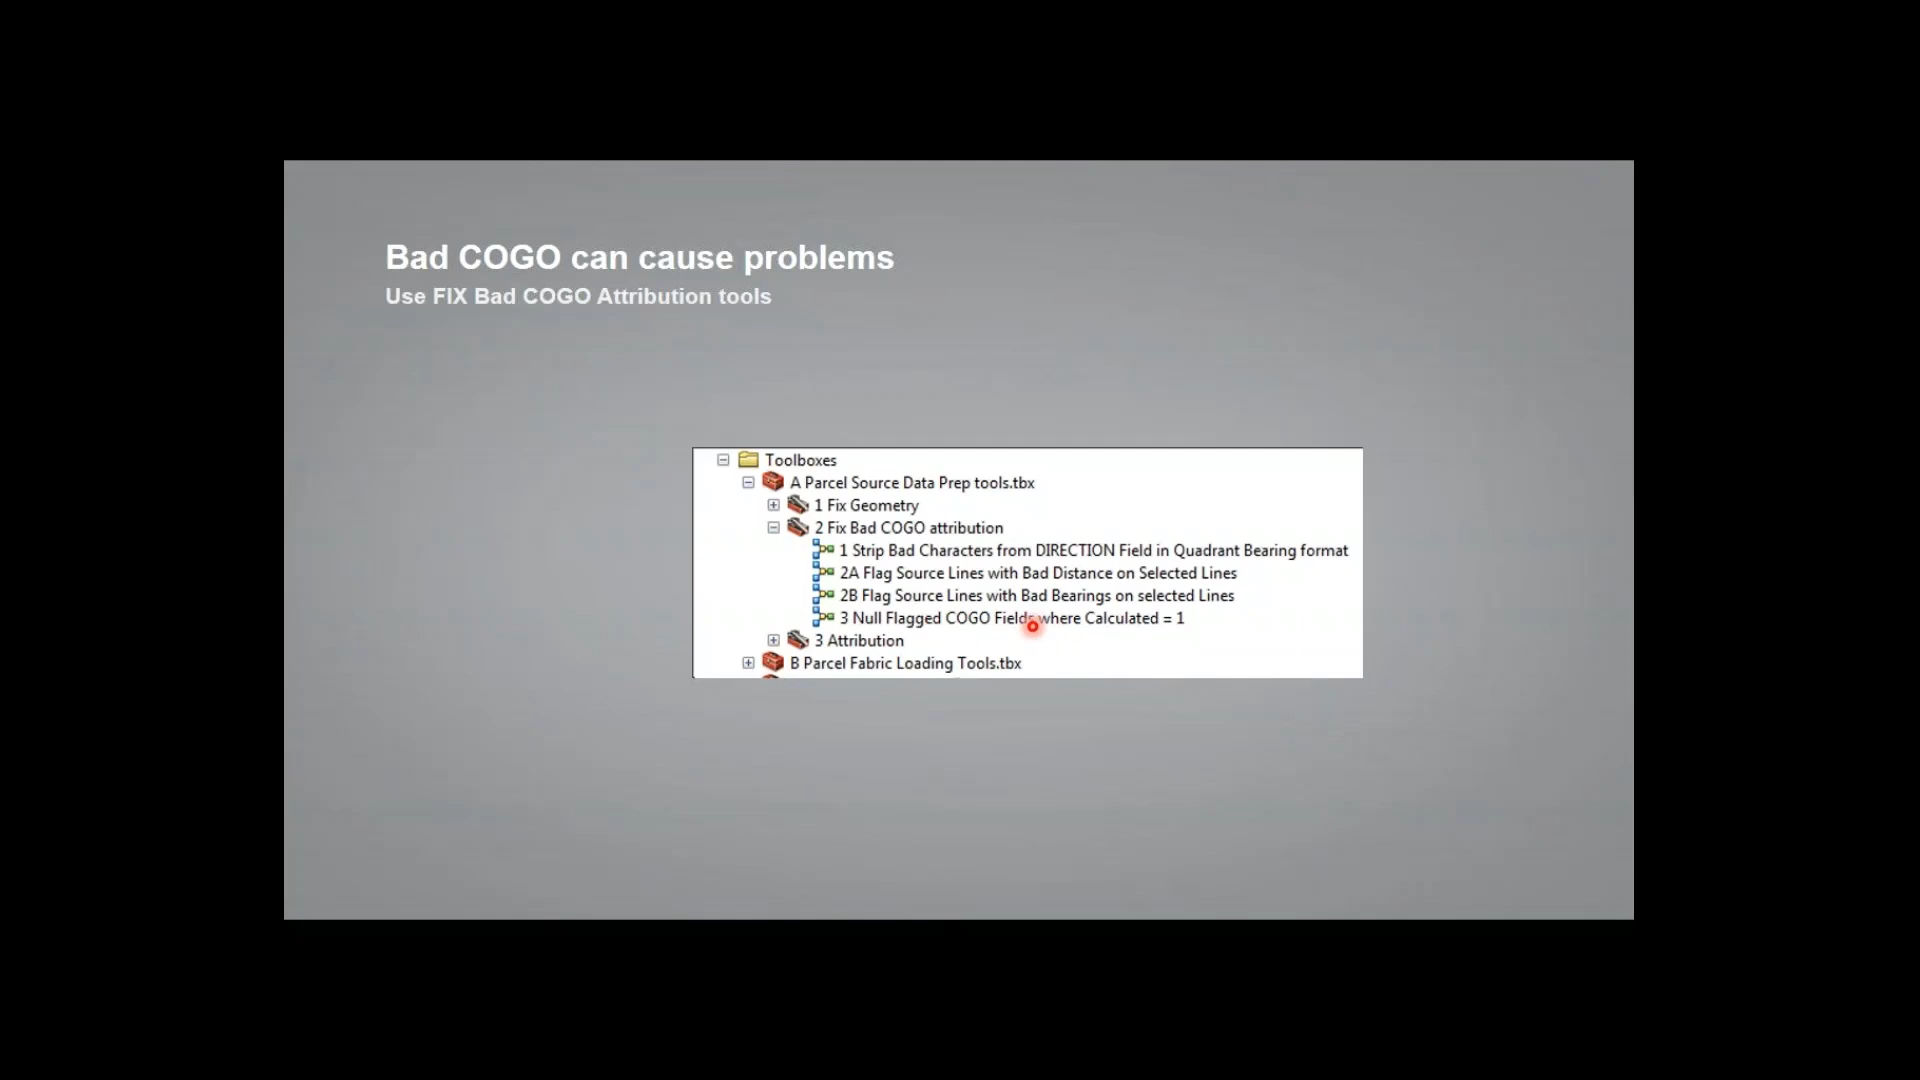 Bad COGO can cause problems
Use FIX Bad COGO Attribution tools
Toolboxes
A Parcel Source Data Prep tools.tbx
1 Fix Geometry
2 Fix Bad COGO attribution
1 Strip Bad Characters from DIRECTION Field in Quadrant Bearing format
2A Flag Source Lines with Bad Distance on Selected Lines
2B Flag Source Lines with Bad Bearings on selected Lines
3 Null Flagged COGO Fields where Calculated = 1
3 Attribution
B Parcel Fabric Loading Tools.tbx